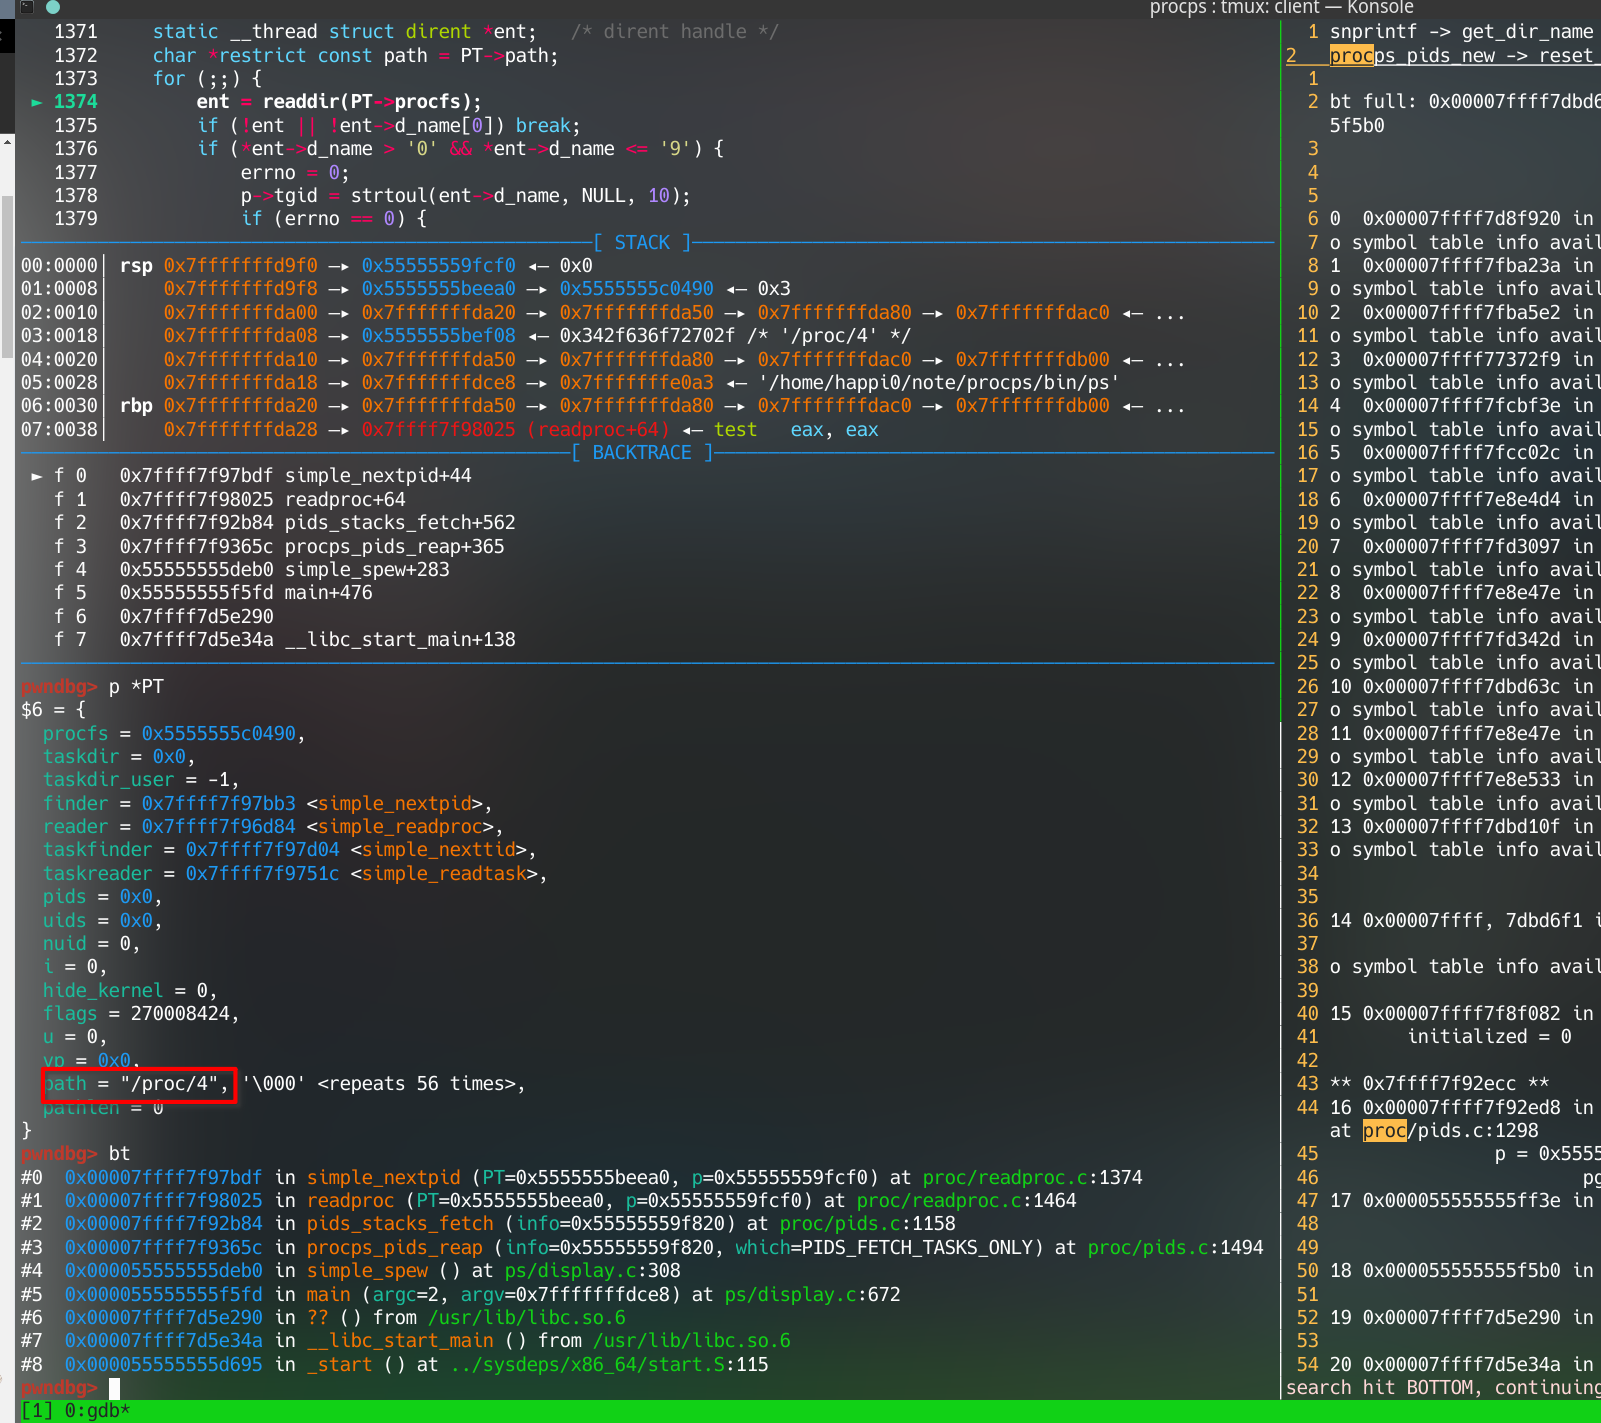 procps : tmux: client — Konsole
1371     static __thread struct dirent *ent;   /* dirent handle */
1372     char *restrict const path = PT->path;
1373     for (;;) {
► 1374         ent = readdir(PT->procfs);
1375         if (!ent || !ent->d_name[0]) break;
1376         if (*ent->d_name > '0' && *ent->d_name <= '9') {
1377             errno = 0;
1378             p->tgid = strtoul(ent->d_name, NULL, 10);
1379             if (errno == 0) {
[ STACK ]
00:0000│ rsp 0x7fffffffd9f0 —▸ 0x55555559fcf0 ◂— 0x0
01:0008│     0x7fffffffd9f8 —▸ 0x5555555beea0 —▸ 0x5555555c0490 ◂— 0x3
02:0010│     0x7fffffffda00 —▸ 0x7fffffffda20 —▸ 0x7fffffffda50 —▸ 0x7fffffffda80 —▸ 0x7fffffffdac0 ◂— ...
03:0018│     0x7fffffffda08 —▸ 0x5555555bef08 ◂— 0x342f636f72702f /* '/proc/4' */
04:0020│     0x7fffffffda10 —▸ 0x7fffffffda50 —▸ 0x7fffffffda80 —▸ 0x7fffffffdac0 —▸ 0x7fffffffdb00 ◂— ...
05:0028│     0x7fffffffda18 —▸ 0x7fffffffdce8 —▸ 0x7fffffffe0a3 ◂— '/home/happi0/note/procps/bin/ps'
06:0030│ rbp 0x7fffffffda20 —▸ 0x7fffffffda50 —▸ 0x7fffffffda80 —▸ 0x7fffffffdac0 —▸ 0x7fffffffdb00 ◂— ...
07:0038│     0x7fffffffda28 —▸ 0x7ffff7f98025 (readproc+64) ◂— test   eax, eax
[ BACKTRACE ]
► f 0   0x7ffff7f97bdf simple_nextpid+44
f 1   0x7ffff7f98025 readproc+64
f 2   0x7ffff7f92b84 pids_stacks_fetch+562
f 3   0x7ffff7f9365c procps_pids_reap+365
f 4   0x55555555deb0 simple_spew+283
f 5   0x55555555f5fd main+476
f 6   0x7ffff7d5e290
f 7   0x7ffff7d5e34a __libc_start_main+138
pwndbg> p *PT
$6 = {
procfs = 0x5555555c0490,
taskdir = 0x0,
taskdir_user = -1,
finder = 0x7ffff7f97bb3 <simple_nextpid>,
reader = 0x7ffff7f96d84 <simple_readproc>,
taskfinder = 0x7ffff7f97d04 <simple_nexttid>,
taskreader = 0x7ffff7f9751c <simple_readtask>,
pids = 0x0,
uids = 0x0,
nuid = 0,
i = 0,
hide_kernel = 0,
flags = 270008424,
u = 0,
vp = 0x0,
path = "/proc/4", '\000' <repeats 56 times>,
pathlen = 0
}
pwndbg> bt
#0  0x00007ffff7f97bdf in simple_nextpid (PT=0x5555555beea0, p=0x55555559fcf0) at proc/readproc.c:1374
#1  0x00007ffff7f98025 in readproc (PT=0x5555555beea0, p=0x55555559fcf0) at proc/readproc.c:1464
#2  0x00007ffff7f92b84 in pids_stacks_fetch (info=0x55555559f820) at proc/pids.c:1158
#3  0x00007ffff7f9365c in procps_pids_reap (info=0x55555559f820, which=PIDS_FETCH_TASKS_ONLY) at proc/pids.c:1494
#4  0x000055555555deb0 in simple_spew () at ps/display.c:308
#5  0x000055555555f5fd in main (argc=2, argv=0x7fffffffdce8) at ps/display.c:672
#6  0x00007ffff7d5e290 in ?? () from /usr/lib/libc.so.6
#7  0x00007ffff7d5e34a in __libc_start_main () from /usr/lib/libc.so.6
#8  0x000055555555d695 in _start () at ../sysdeps/x86_64/start.S:115
pwndbg>
[1] 0:gdb*
1 snprintf -> get_dir_name
2   procps_pids_new -> reset_
1
2 bt full: 0x00007ffff7dbd6
5f5b0
3
4
5
6 0  0x00007ffff7d8f920 in
7 o symbol table info avail
8 1  0x00007ffff7fba23a in
9 o symbol table info avail
10 2  0x00007ffff7fba5e2 in
11 o symbol table info avail
12 3  0x00007ffff77372f9 in
13 o symbol table info avail
14 4  0x00007ffff7fcbf3e in
15 o symbol table info avail
16 5  0x00007ffff7fcc02c in
17 o symbol table info avail
18 6  0x00007ffff7e8e4d4 in
19 o symbol table info avail
20 7  0x00007ffff7fd3097 in
21 o symbol table info avail
22 8  0x00007ffff7e8e47e in
23 o symbol table info avail
24 9  0x00007ffff7fd342d in
25 o symbol table info avail
26 10 0x00007ffff7dbd63c in
27 o symbol table info avail
28 11 0x00007ffff7e8e47e in
29 o symbol table info avail
30 12 0x00007ffff7e8e533 in
31 o symbol table info avail
32 13 0x00007ffff7dbd10f in
33 o symbol table info avail
34
35
36 14 0x00007ffff, 7dbd6f1 i
37
38 o symbol table info avail
39
40 15 0x00007ffff7f8f082 in
41        initialized = 0
42
43 ** 0x7ffff7f92ecc **
44 16 0x00007ffff7f92ed8 in
at proc/pids.c:1298
45                p = 0x5555
46                        pg
47 17 0x000055555555ff3e in
48
49
50 18 0x000055555555f5b0 in
51
52 19 0x00007ffff7d5e290 in
53
54 20 0x00007ffff7d5e34a in
search hit BOTTOM, continuing